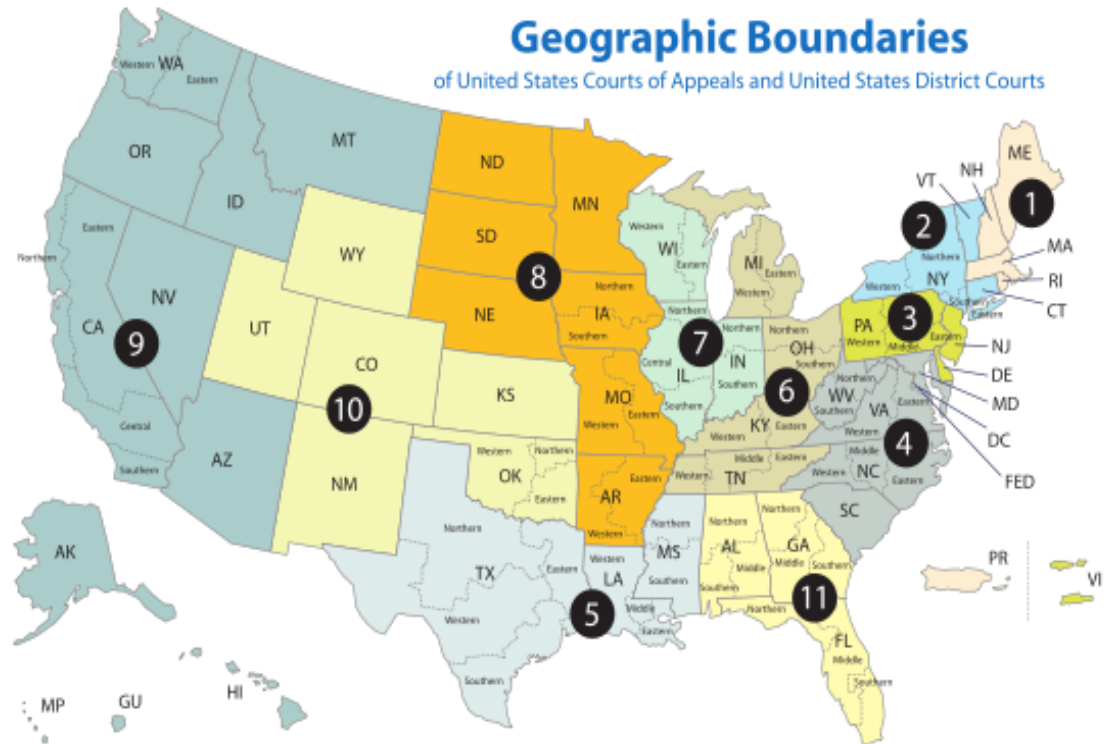 Geographic Boundaries
of United States Courts of Appeals and United States District Courts
WA
Western
Eastern
OR
ID
MT
ND
MN
SD
WY
NE
8
Northern
IA
Southern
Western
WI
Eastern
MI
Eastern
Western
ME
NH
VT
1
2
Northern
NY
Western
Southern
Eastern
MA
RI
CT
3
PA
Western
Middle
Eastern
NJ
DE
MD
DC
FED
Eastern
Northern
NV
CA
9
Central
Southern
UT
CO
10
KS
AZ
NM
Western
Northern
OK
Eastern
MO
Eastern
Western
AR
Eastern
Western
7
Northern
Central
IL
Southern
Northern
IN
Southern
Northern
OH
Southern
6
KY
Western
Eastern
Western
Middle
Eastern
TN
Northern
WV
Southern
VA
Eastern
Western
4
Western
Middle
NC
Eastern
SC
Northern
TX
Eastern
Western
Southern
Western
LA
Middle
Eastern
5
Northern
MS
Southern
Northern
AL
Middle
Southern
Northern
GA
Middle
Southern
11
Northern
FL
Middle
Southern
PR
VI
AK
HI
MP
GU